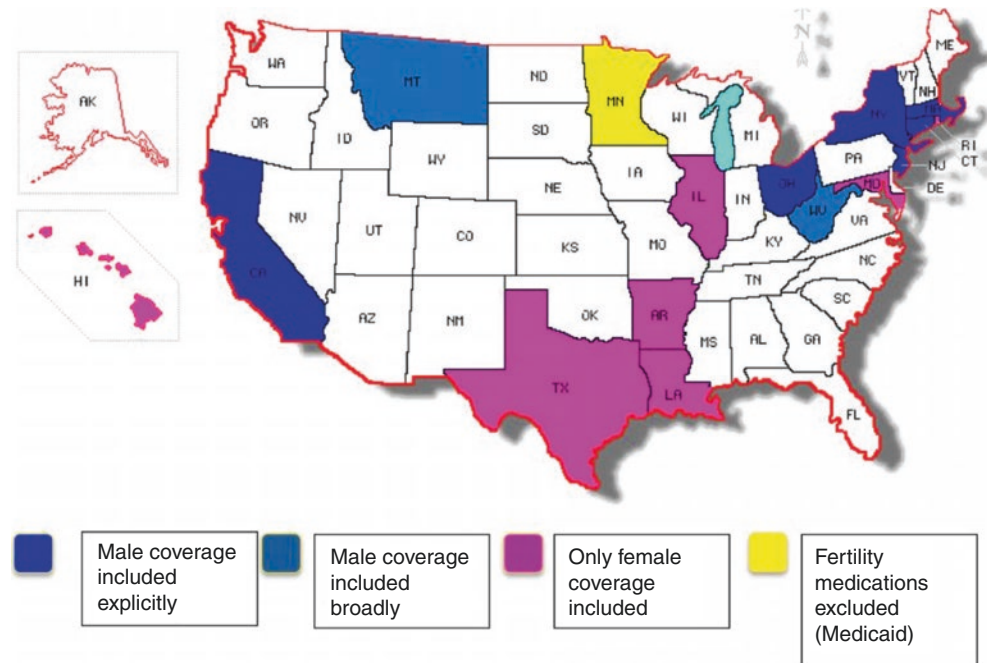 AK
HI
WA
OR
CA
ID
NV
MT
WY
UT
AZ
CO
NM
ND
SD
NE
KS
OK
TX
MN
IA
MO
AR
LA
WI
IL
MI
IN
OH
KY
TN
MS
AL
GA
FL
SC
NC
VA
WV
PA
NY
VT
NH
ME
MD
RI
CT
NJ
DE
N
Male coverage
included
explicitly
Male coverage
included
broadly
Only female
coverage
included
Fertility
medications
excluded
(Medicaid)